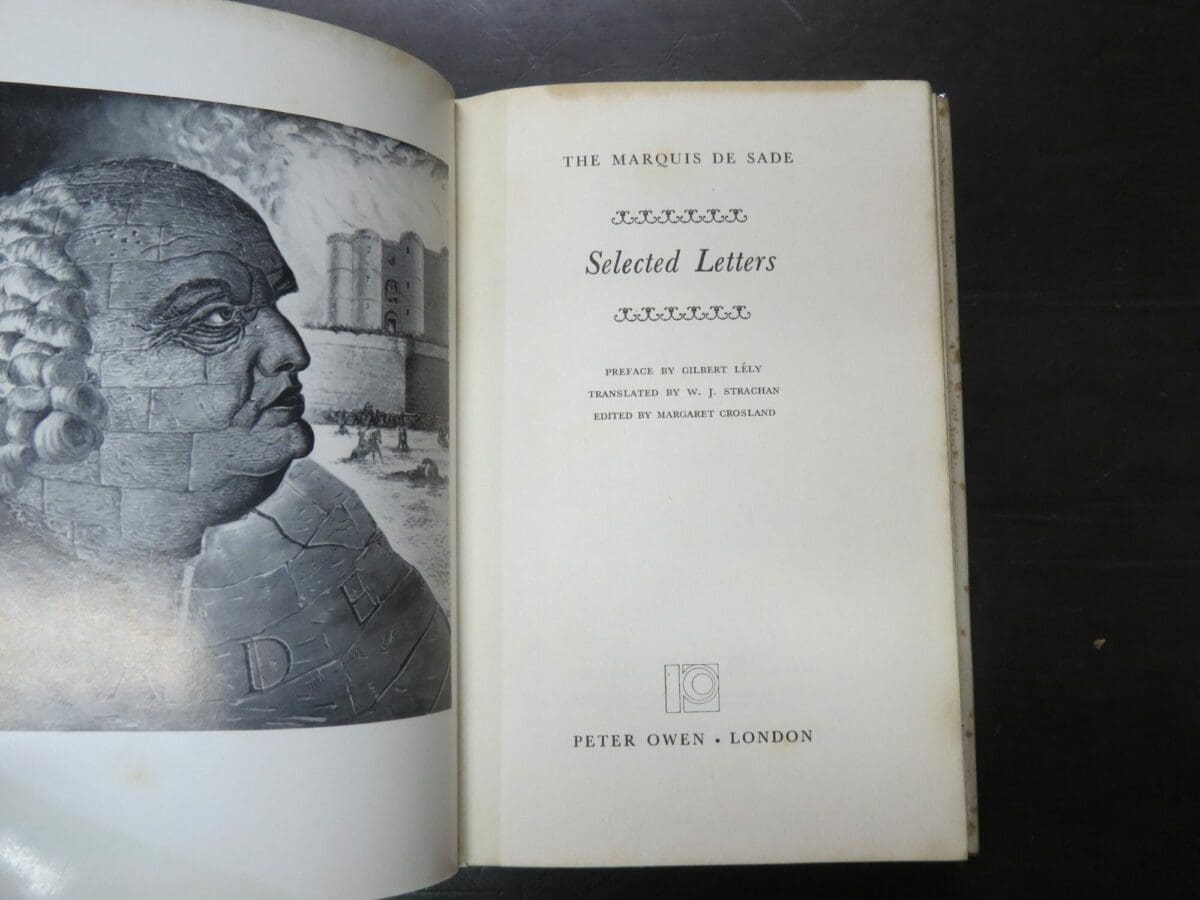 ADE
THE MARQUIS DE SADE
Selected Letters
PREFACE BY GILBERT LÉLY
TRANSLATED BY W. J. STRACHAN
EDITED BY MARGARET CROSLAND
PETER OWEN • LONDON